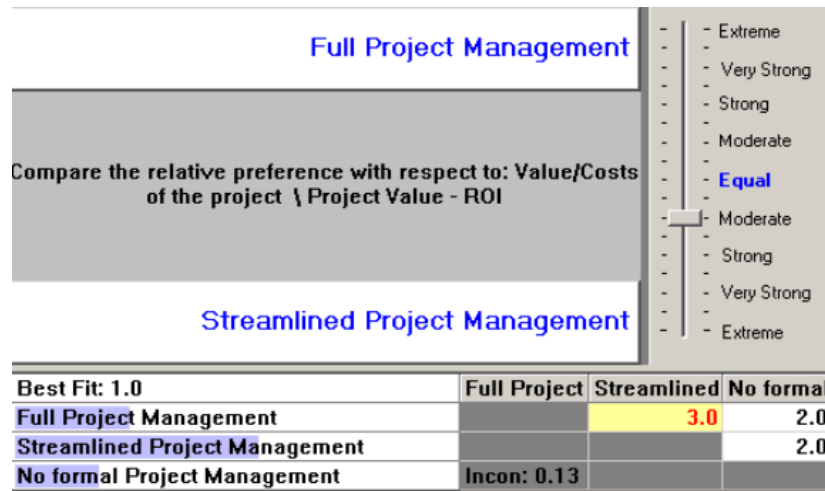 Full Project Management
Extreme
Very Strong
Strong
Moderate
Equal
Moderate
Strong
Very Strong
Extreme
Compare the relative preference with respect to: Value/Costs
of the project \ Project Value - ROI
Streamlined Project Management
Best Fit: 1.0 Full Project Streamlined No formal
Full Project Management 3.0 2.0
Streamlined Project Management 2.0
No formal Project Management Incon: 0.13